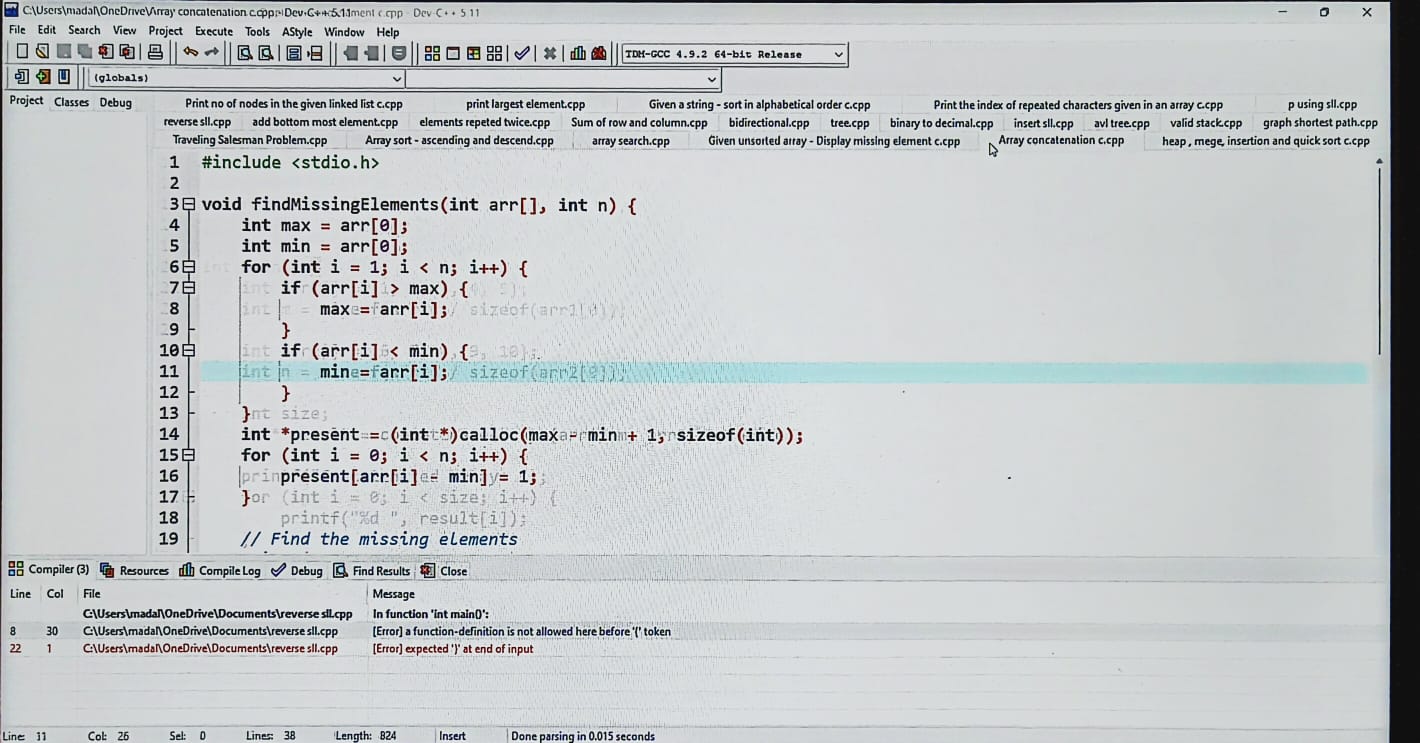 C:\Users\madal\OneDrive\Array concatenation c.cpp - Dev-C++ 5.11
File Edit Search View Project Execute Tools AStyle Window Help
TDM-GCC 4.9.2 64-bit Release
(globals)
Project Classes Debug
Print no of nodes in the given linked list c.cpp print largest element.cpp Given a string - sort in alphabetical order c.cpp Print the index of repeated characters given in an array c.cpp p using sll.cpp
reverse sll.cpp add bottom most element.cpp elements repeted twice.cpp Sum of row and column.cpp bidirectional.cpp tree.cpp binary to decimal.cpp insert sll.cpp avl tree.cpp valid stack.cpp graph shortest path.cpp
Traveling Salesman Problem.cpp Array sort - ascending and descend.cpp array search.cpp Given unsorted array - Display missing element c.cpp Array concatenation c.cpp heap , mege, insertion and quick sort c.cpp
1 #include <stdio.h>
2
3 void findMissingElements(int arr[], int n) {
4 int max = arr[0];
5 int min = arr[0];
6 for (int i = 1; i < n; i++) {
7 if (arr[i] > max) {
8 max = arr[i]; sizeof(arr1[0]);
9 }
10 if (arr[i] < min) { 10};
11 min = arr[i]; sizeof(arr2[0]);
12 }
13 } int size;
14 int *present = (int *)calloc(max - min + 1, sizeof(int));
15 for (int i = 0; i < n; i++) {
16 present[arr[i] - min] = 1;
17 } for (int i = 0; i < size; i++) {
18 printf("%d ", result[i]);
19 // Find the missing elements
Compiler (3) Resources Compile Log Debug Find Results Close
Line Col File Message
C:\Users\madal\OneDrive\Documents\reverse sll.cpp In function 'int main()':
8 30 C:\Users\madal\OneDrive\Documents\reverse sll.cpp [Error] a function-definition is not allowed here before '{' token
22 1 C:\Users\madal\OneDrive\Documents\reverse sll.cpp [Error] expected '}' at end of input
Line: 11 Col: 26 Sel: 0 Lines: 38 Length: 824 Insert Done parsing in 0.015 seconds